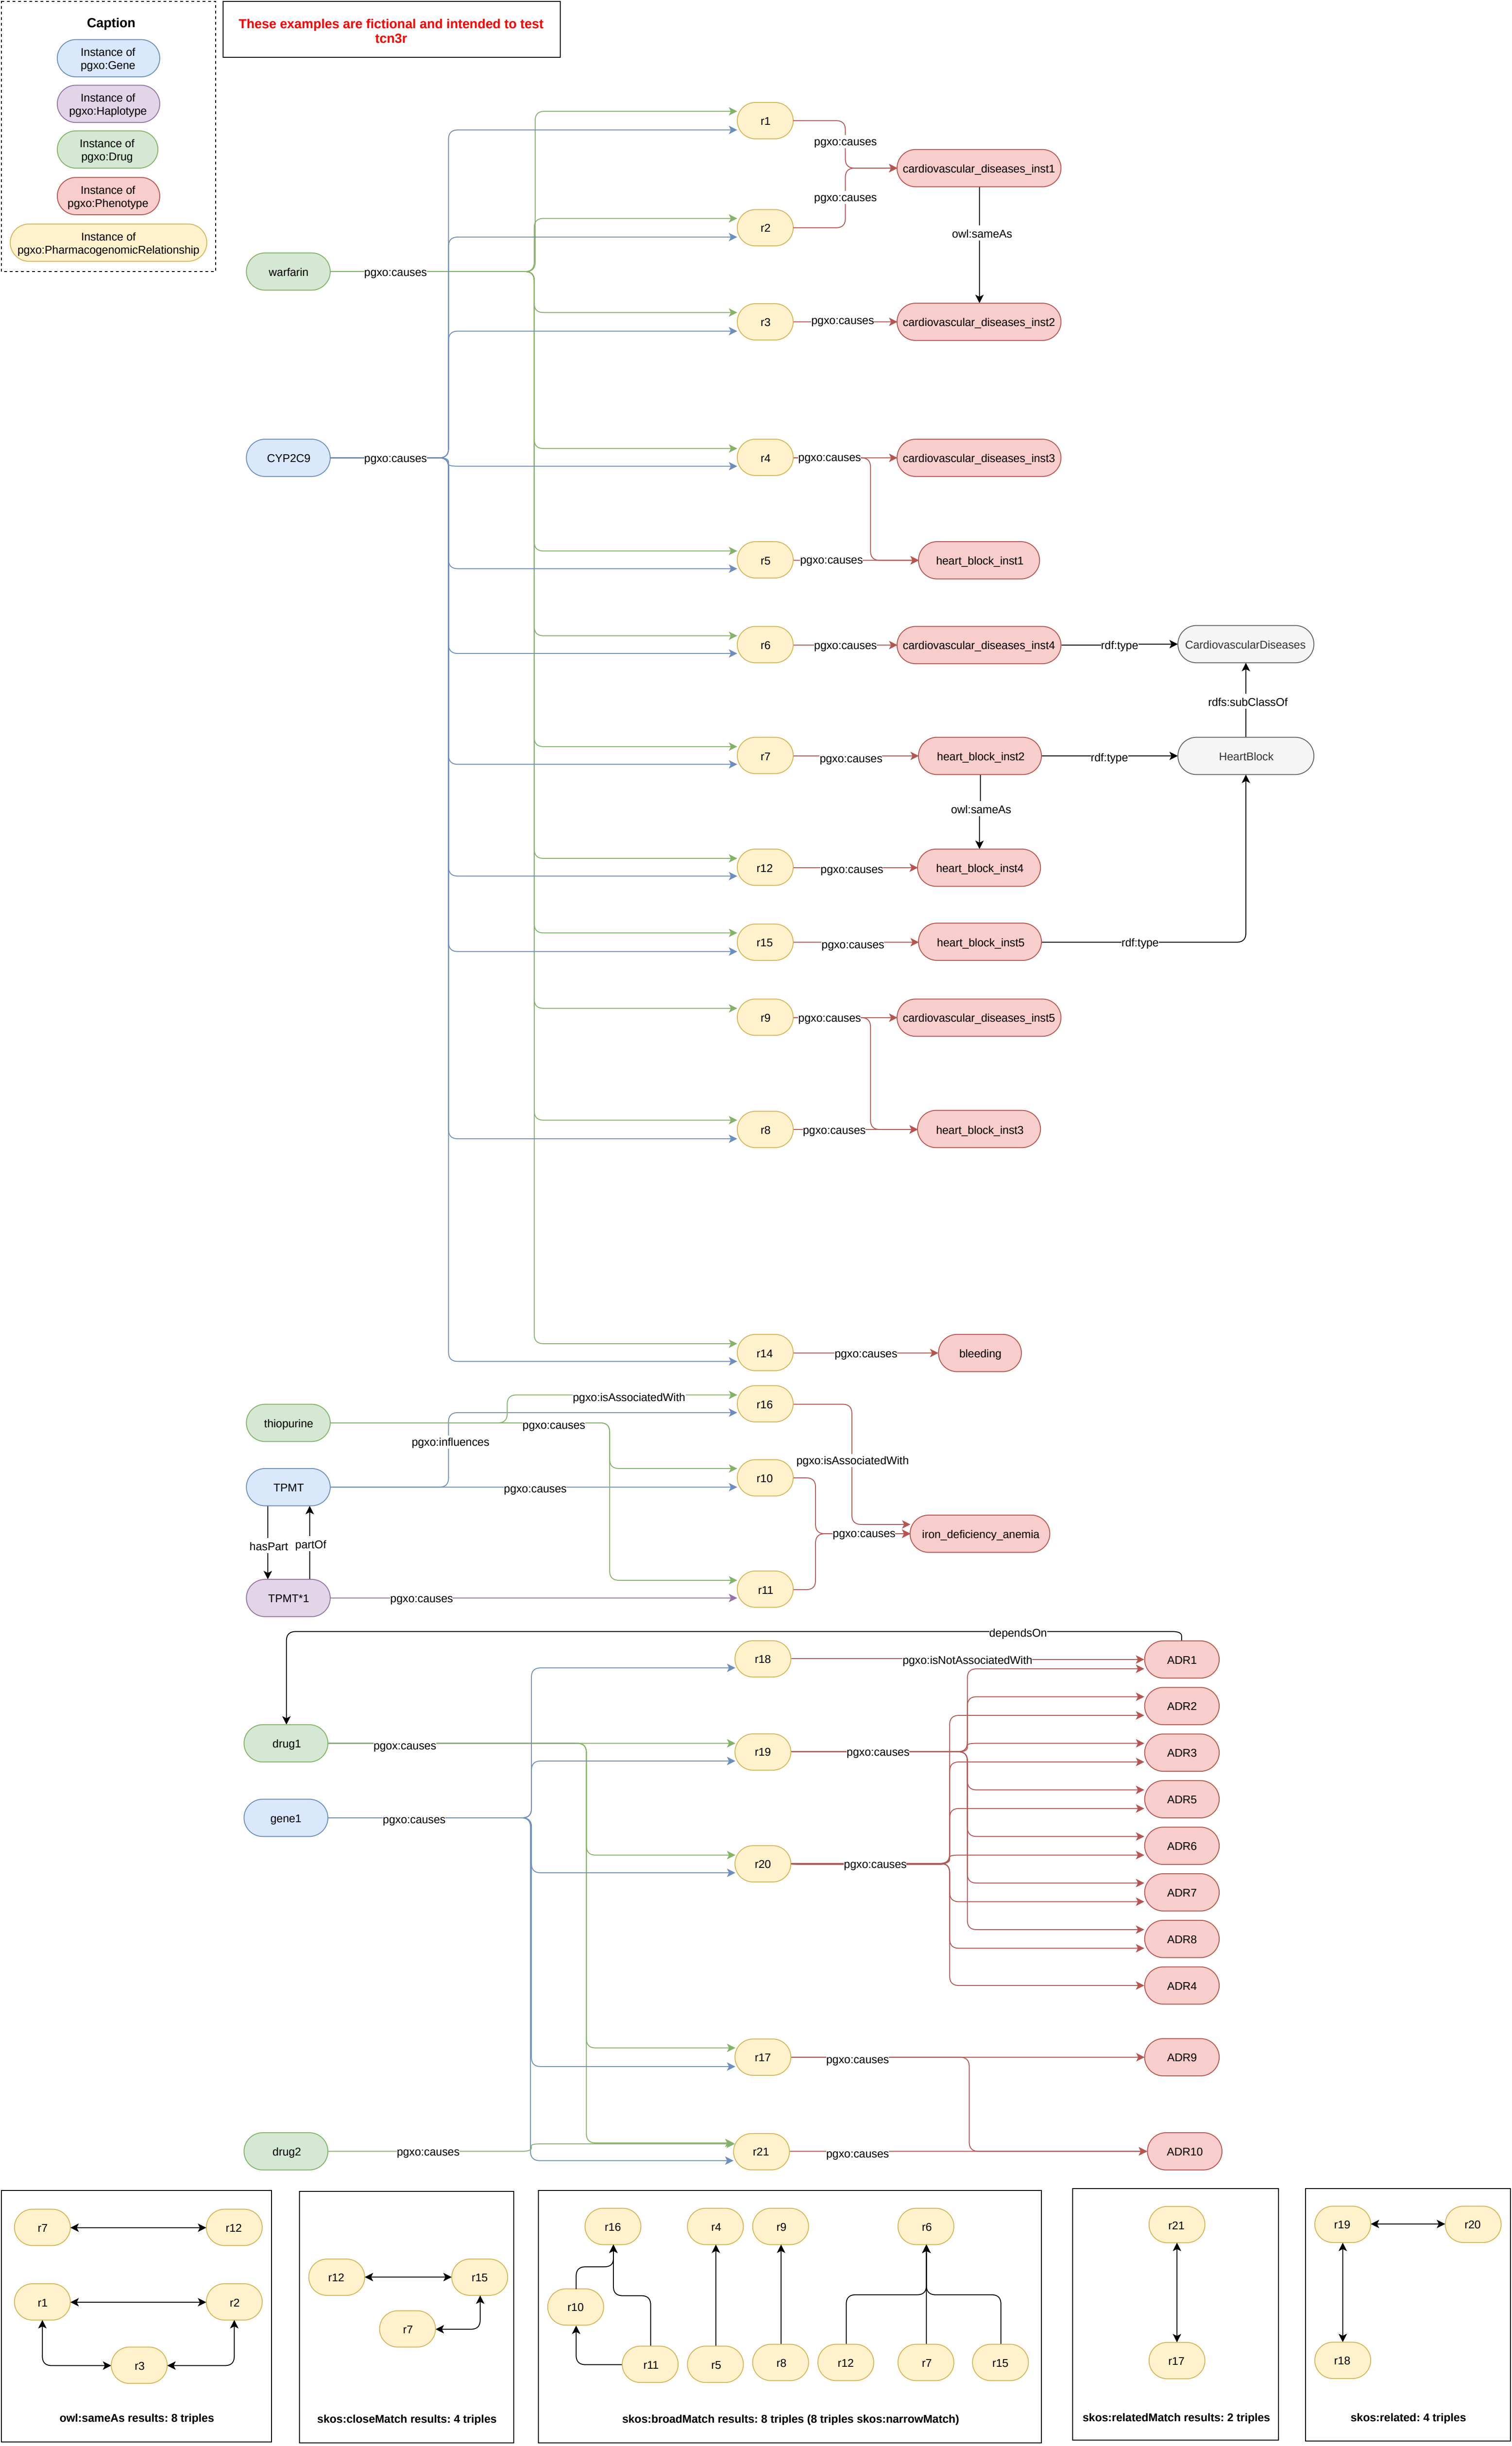 Caption
Instance of
pgxo:Gene
Instance of
pgxo:Haplotype
Instance of
pgxo:Drug
Instance of
pgxo:Phenotype
Instance of
pgxo:PharmacogenomicRelationship
These examples are fictional and intended to test
tcn3r
r1
pgxo:causes
cardiovascular_diseases_inst1
pgxo:causes
r2
owl:sameAs
warfarin
pgxo:causes
r3
pgxo:causes
cardiovascular_diseases_inst2
CYP2C9
pgxo:causes
r4
pgxo:causes
cardiovascular_diseases_inst3
r5
pgxo:causes
heart_block_inst1
r6
pgxo:causes
cardiovascular_diseases_inst4
rdf:type
CardiovascularDiseases
rdfs:subClassOf
r7
pgxo:causes
heart_block_inst2
rdf:type
HeartBlock
owl:sameAs
r12
pgxo:causes
heart_block_inst4
r15
pgxo:causes
heart_block_inst5
rdf:type
r9
pgxo:causes
cardiovascular_diseases_inst5
r8
pgxo:causes
heart_block_inst3
r14
pgxo:causes
bleeding
thiopurine
pgxo:isAssociatedWith
r16
pgxo:causes
pgxo:influences
pgxo:isAssociatedWith
TPMT
pgxo:causes
r10
hasPart
partOf
pgxo:causes
iron_deficiency_anemia
TPMT*1
pgxo:causes
r11
dependsOn
r18
pgxo:isNotAssociatedWith
ADR1
ADR2
drug1
pgox:causes
r19
pgxo:causes
ADR3
ADR5
gene1
pgxo:causes
ADR6
r20
pgxo:causes
ADR7
ADR8
ADR4
r17
pgxo:causes
ADR9
drug2
pgxo:causes
r21
pgxo:causes
ADR10
r7
r12
r1
r2
r3
owl:sameAs results: 8 triples
r12
r15
r7
skos:closeMatch results: 4 triples
r16
r4
r9
r6
r10
r11
r5
r8
r12
r7
r15
skos:broadMatch results: 8 triples (8 triples skos:narrowMatch)
r21
r17
skos:relatedMatch results: 2 triples
r19
r20
r18
skos:related: 4 triples